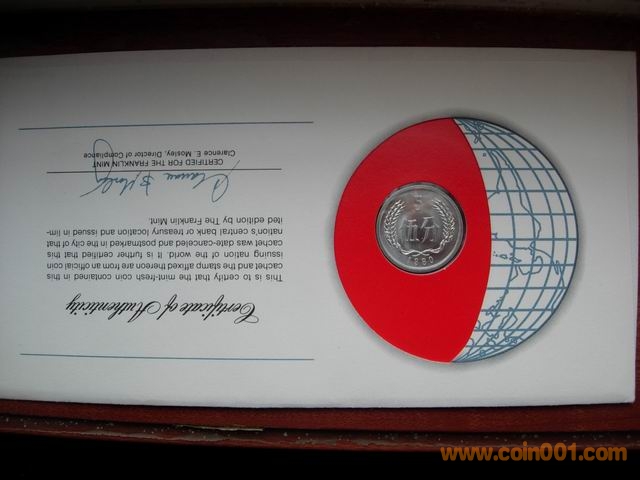 Certificate of Authenticity
This is to certify that the mint-fresh coin contained in this
cachet and the stamp affixed thereon are from an official coin
issuing nation of the world. It is further certified that this
cachet was date-canceled and postmarked in the city of that
nation's central bank or treasury location and issued in lim-
ited edition by The Franklin Mint.
CERTIFIED FOR THE FRANKLIN MINT
Clarence E. Mosley, Director of Compliance
5
伍分
1980
www.coin001.com